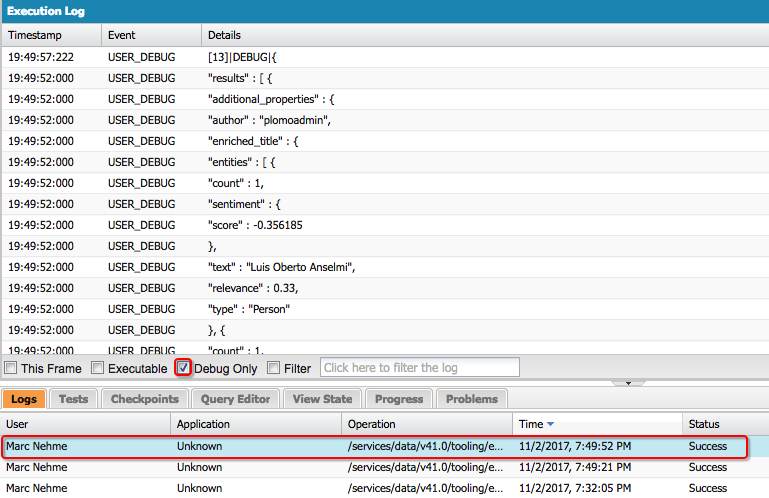 Execution Log
Timestamp Event Details
19:49:57:222 USER_DEBUG [13]|DEBUG|{
19:49:52:000 USER_DEBUG "results" : [ {
19:49:52:000 USER_DEBUG "additional_properties" : {
19:49:52:000 USER_DEBUG "author" : "plomoadmin",
19:49:52:000 USER_DEBUG "enriched_title" : {
19:49:52:000 USER_DEBUG "entities" : [ {
19:49:52:000 USER_DEBUG "count" : 1,
19:49:52:000 USER_DEBUG "sentiment" : {
19:49:52:000 USER_DEBUG "score" : -0.356185
19:49:52:000 USER_DEBUG },
19:49:52:000 USER_DEBUG "text" : "Luis Oberto Anselmi",
19:49:52:000 USER_DEBUG "relevance" : 0.33,
19:49:52:000 USER_DEBUG "type" : "Person"
19:49:52:000 USER_DEBUG }, {
19:49:52:000 USER_DEBUG "count" : 1,
This Frame Executable Debug Only Filter Click here to filter the log
Logs Tests Checkpoints Query Editor View State Progress Problems
User Application Operation Time Status
Marc Nehme Unknown /services/data/v41.0/tooling/e... 11/2/2017, 7:49:52 PM Success
Marc Nehme Unknown /services/data/v41.0/tooling/e... 11/2/2017, 7:49:21 PM Success
Marc Nehme Unknown /services/data/v41.0/tooling/e... 11/2/2017, 7:32:05 PM Success